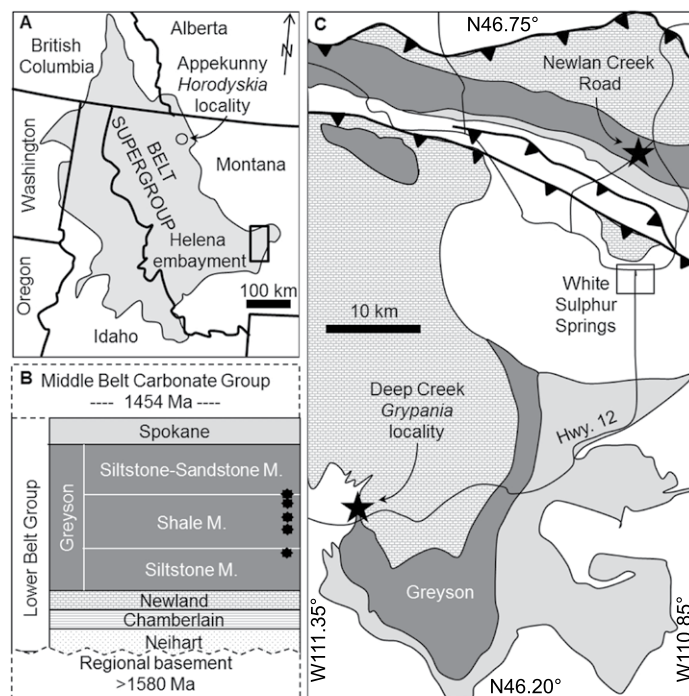 A
British
Columbia
Alberta
N
Appekunny
Horodyskia
locality
Washington
BELT
SUPERGROUP
Montana
Helena
embayment
Oregon
Idaho
100 km
B
Middle Belt Carbonate Group
---- 1454 Ma ----
Lower Belt Group
Spokane
Greyson
Siltstone-Sandstone M.
Shale M.
Siltstone M.
Newland
Chamberlain
Neihart
Regional basement
>1580 Ma
C
N46.75°
Newlan Creek
Road
White
Sulphur
Springs
10 km
Deep Creek
Grypania
locality
Hwy. 12
Greyson
W111.35°
N46.20°
W110.85°